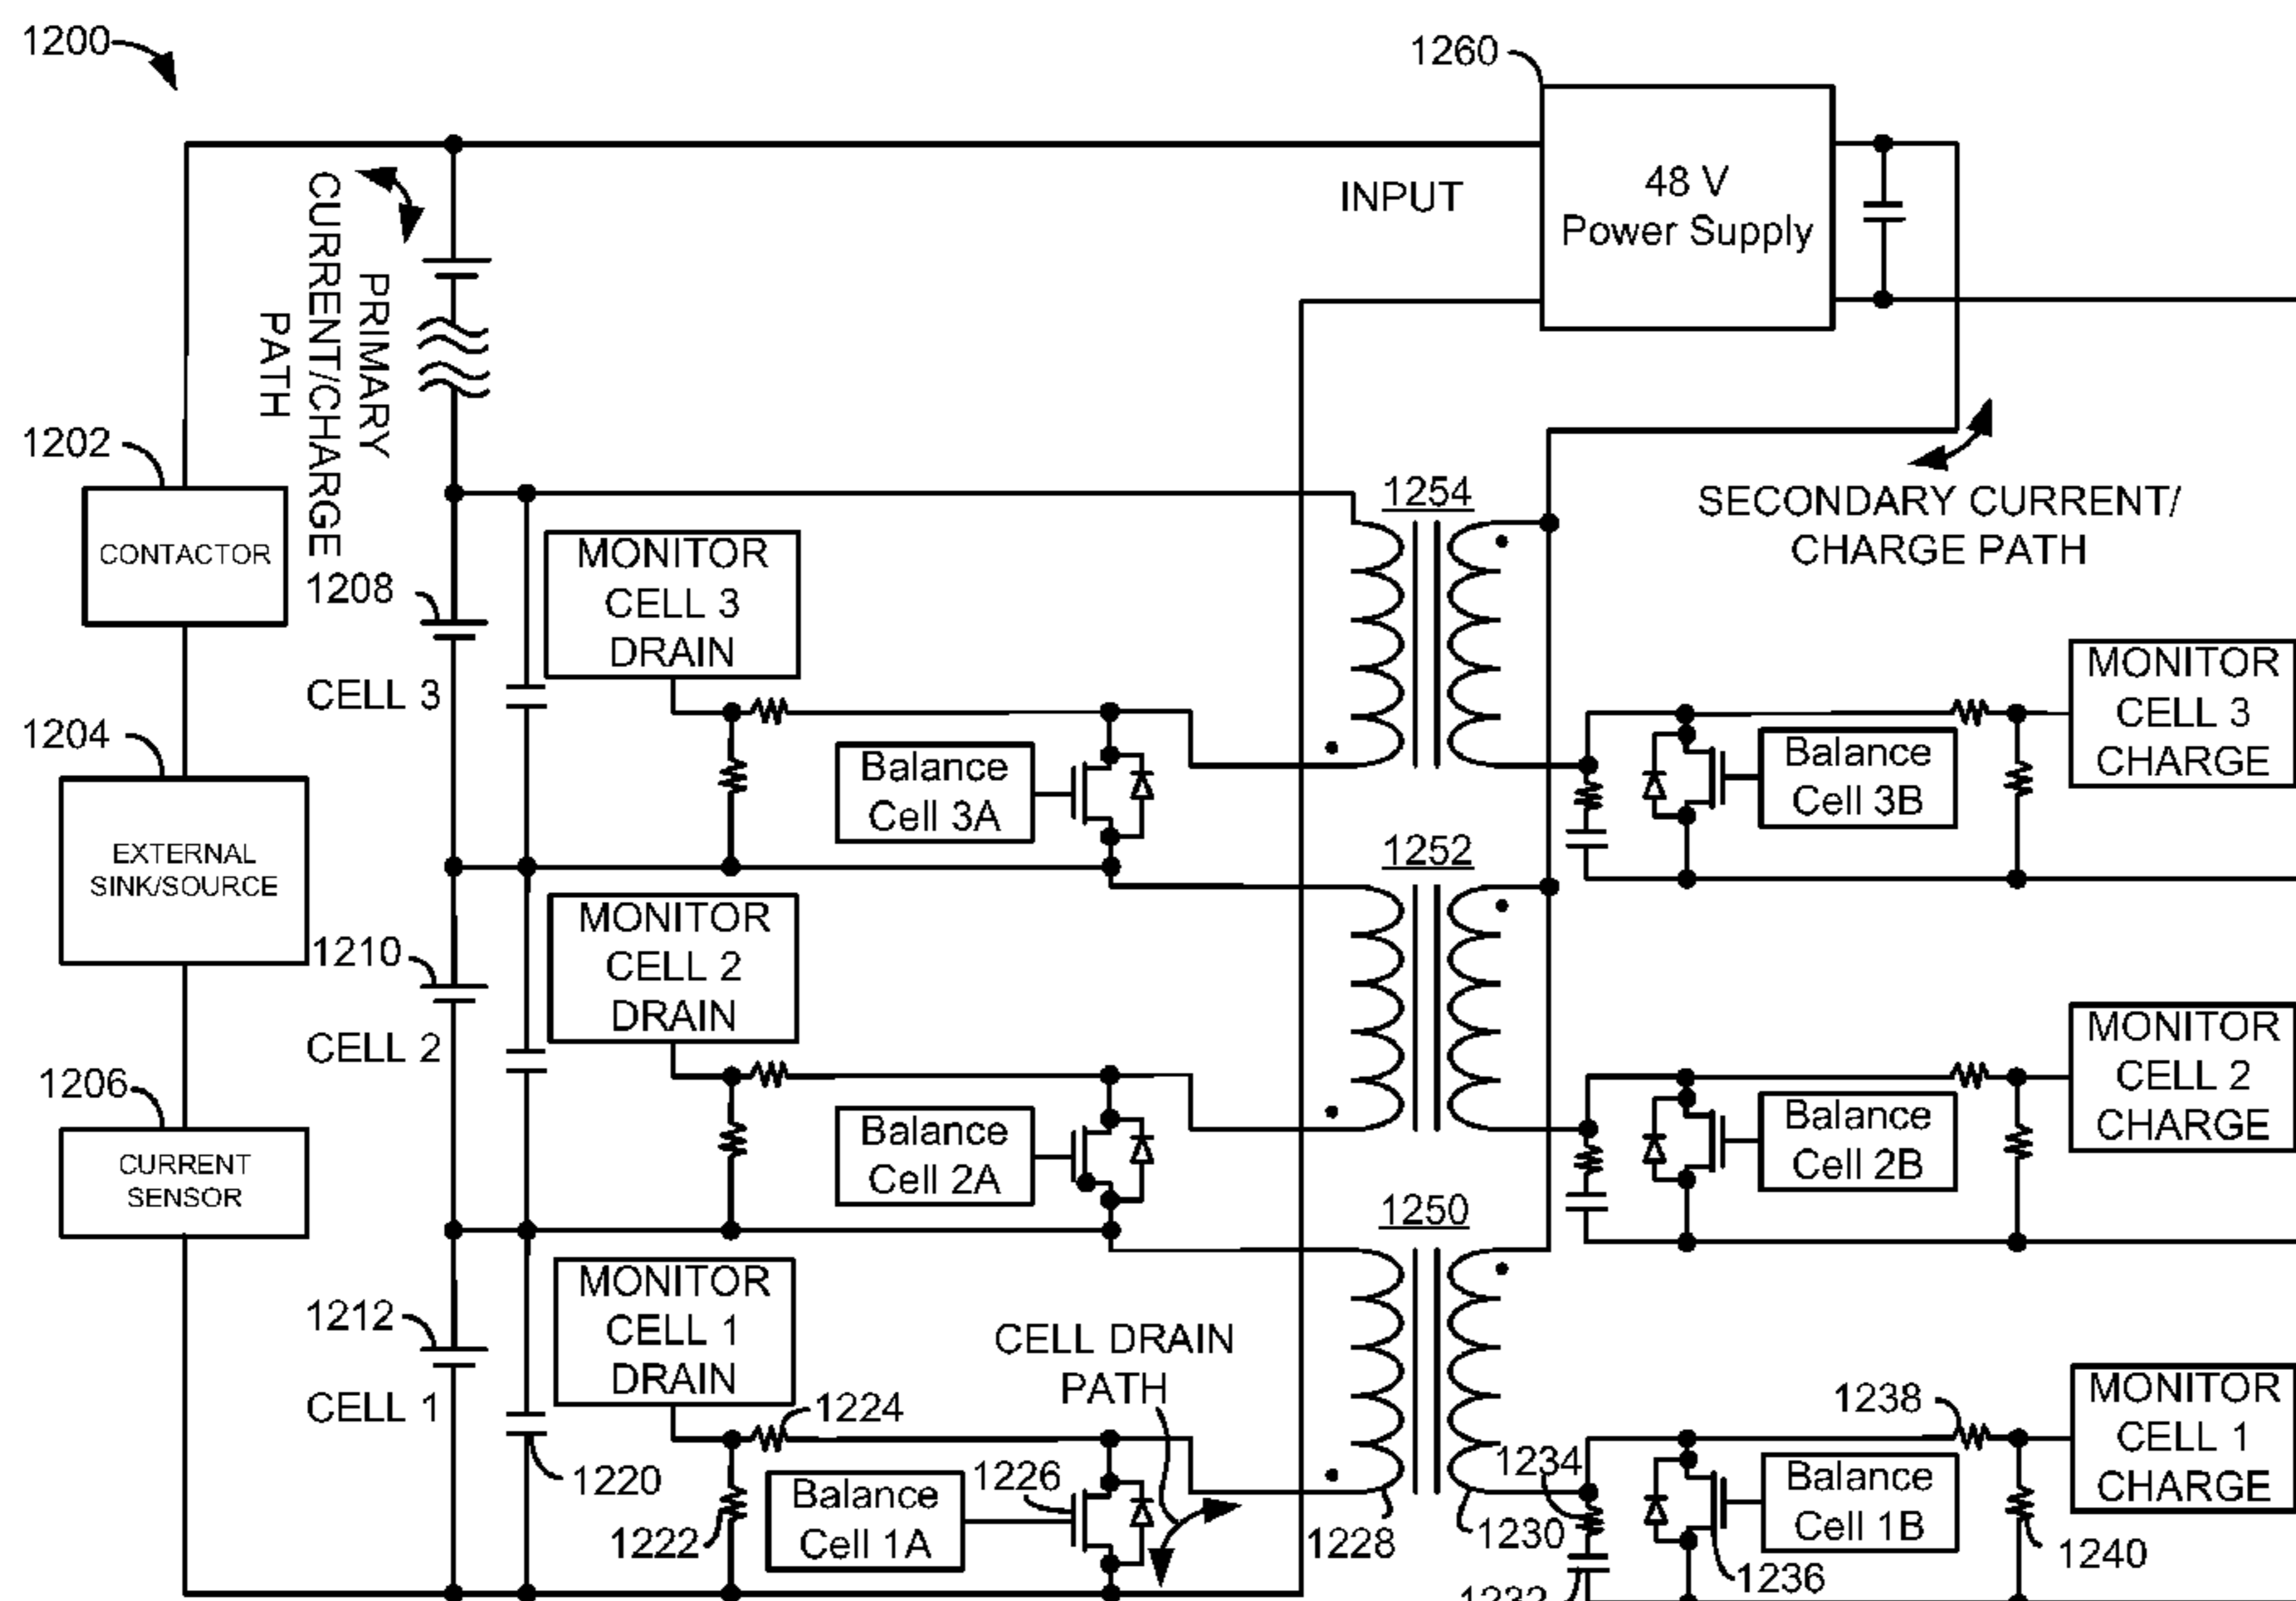 1200
1260
48 V
Power Supply
INPUT
PRIMARY
CURRENT/CHARGE
PATH
1202
CONTACTOR
1254
SECONDARY CURRENT/
CHARGE PATH
MONITOR
CELL 3
DRAIN
1208
CELL 3
MONITOR
CELL 3
CHARGE
1204
Balance
Cell 3A
Balance
Cell 3B
EXTERNAL
SINK/SOURCE
1252
MONITOR
CELL 2
DRAIN
1210
CELL 2
MONITOR
CELL 2
CHARGE
1206
Balance
Cell 2A
Balance
Cell 2B
CURRENT
SENSOR
1250
MONITOR
CELL 1
DRAIN
1212
CELL DRAIN
PATH
CELL 1
1224
1238
MONITOR
CELL 1
CHARGE
1220
1226
1234
Balance
Cell 1A
Balance
Cell 1B
1222
1228
1230
1240
1236
1232